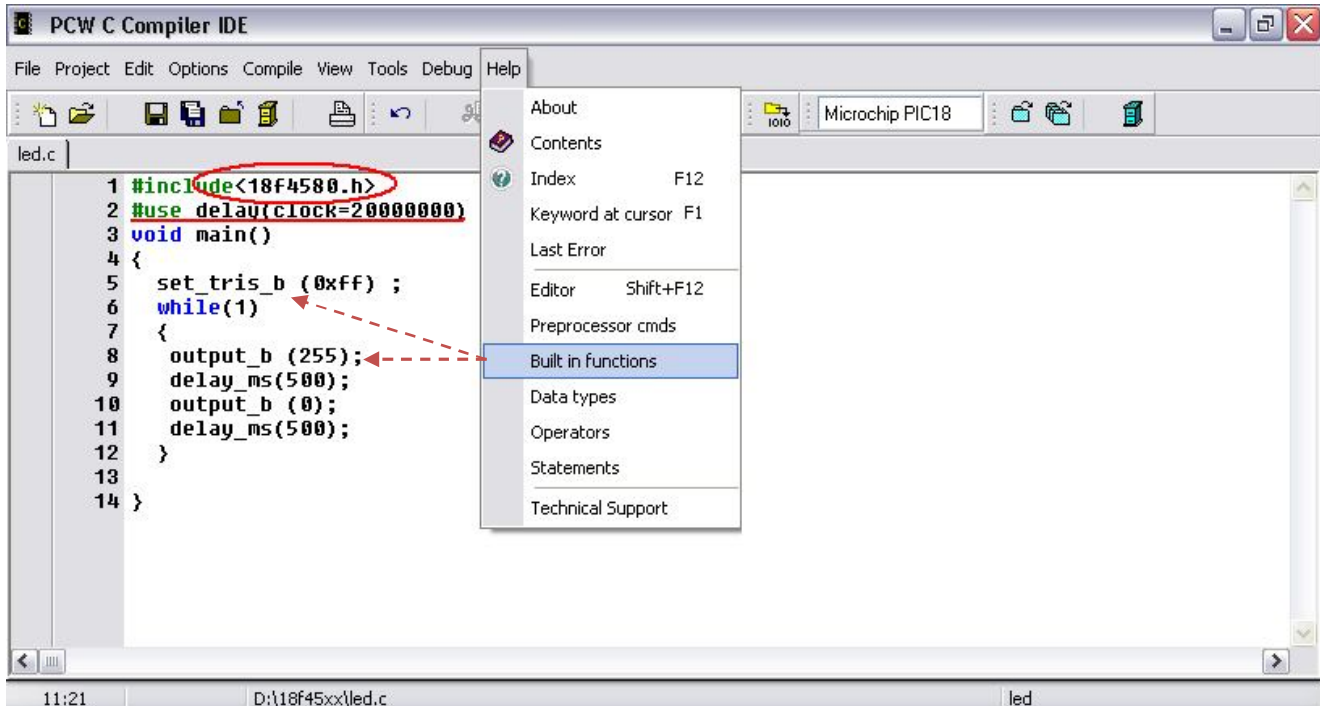 PCW C Compiler IDE
File Project Edit Options Compile View Tools Debug Help
1010
Microchip PIC18
led.c
1 #include<18f4580.h>
2 #use delay(clock=20000000)
3 void main()
4 {
5 set_tris_b (0xff) ;
6 while(1)
7 {
8 output_b (255);
9 delay_ms(500);
10 output_b (0);
11 delay_ms(500);
12 }
13
14 }
About
Contents
Index F12
Keyword at cursor F1
Last Error
Editor Shift+F12
Preprocessor cmds
Built in functions
Data types
Operators
Statements
Technical Support
11:21 D:\18f45xx\led.c led